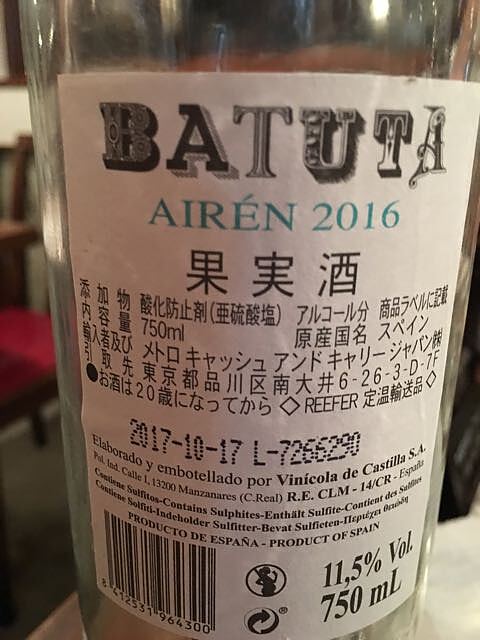 BATUTA
AIRÉN 2016
果実酒
添加物 酸化防止剤(亜硫酸塩) アルコール分 商品ラベルに記載
内容量 750ml 原産国名 スペイン
輸入者及び メトロ キャッシュ アンド キャリー ジャパン㈱
引取先 東京都品川区南大井6-26-3-D-7F
●お酒は20歳になってから ◇ REEFER 定温輸送品 ◇
2017-10-17 L-7266290
Elaborado y embotellado por Vinícola de Castilla S.A.
Pol. Ind. Calle I, 13200 Manzanares (C.Real) R.E. CLM - 14/CR - España
Contiene Sulfitos-Contains Sulphites-Enthält Sulfite-Contient des Sulfites
Contiene Solfiti-Indeholder Sulfitter-Bevat Sulfieten-Περιέχει Θειώδη
PRODUCTO DE ESPAÑA - PRODUCT OF SPAIN
11,5% Vol.
750 mL
8 412531 964300